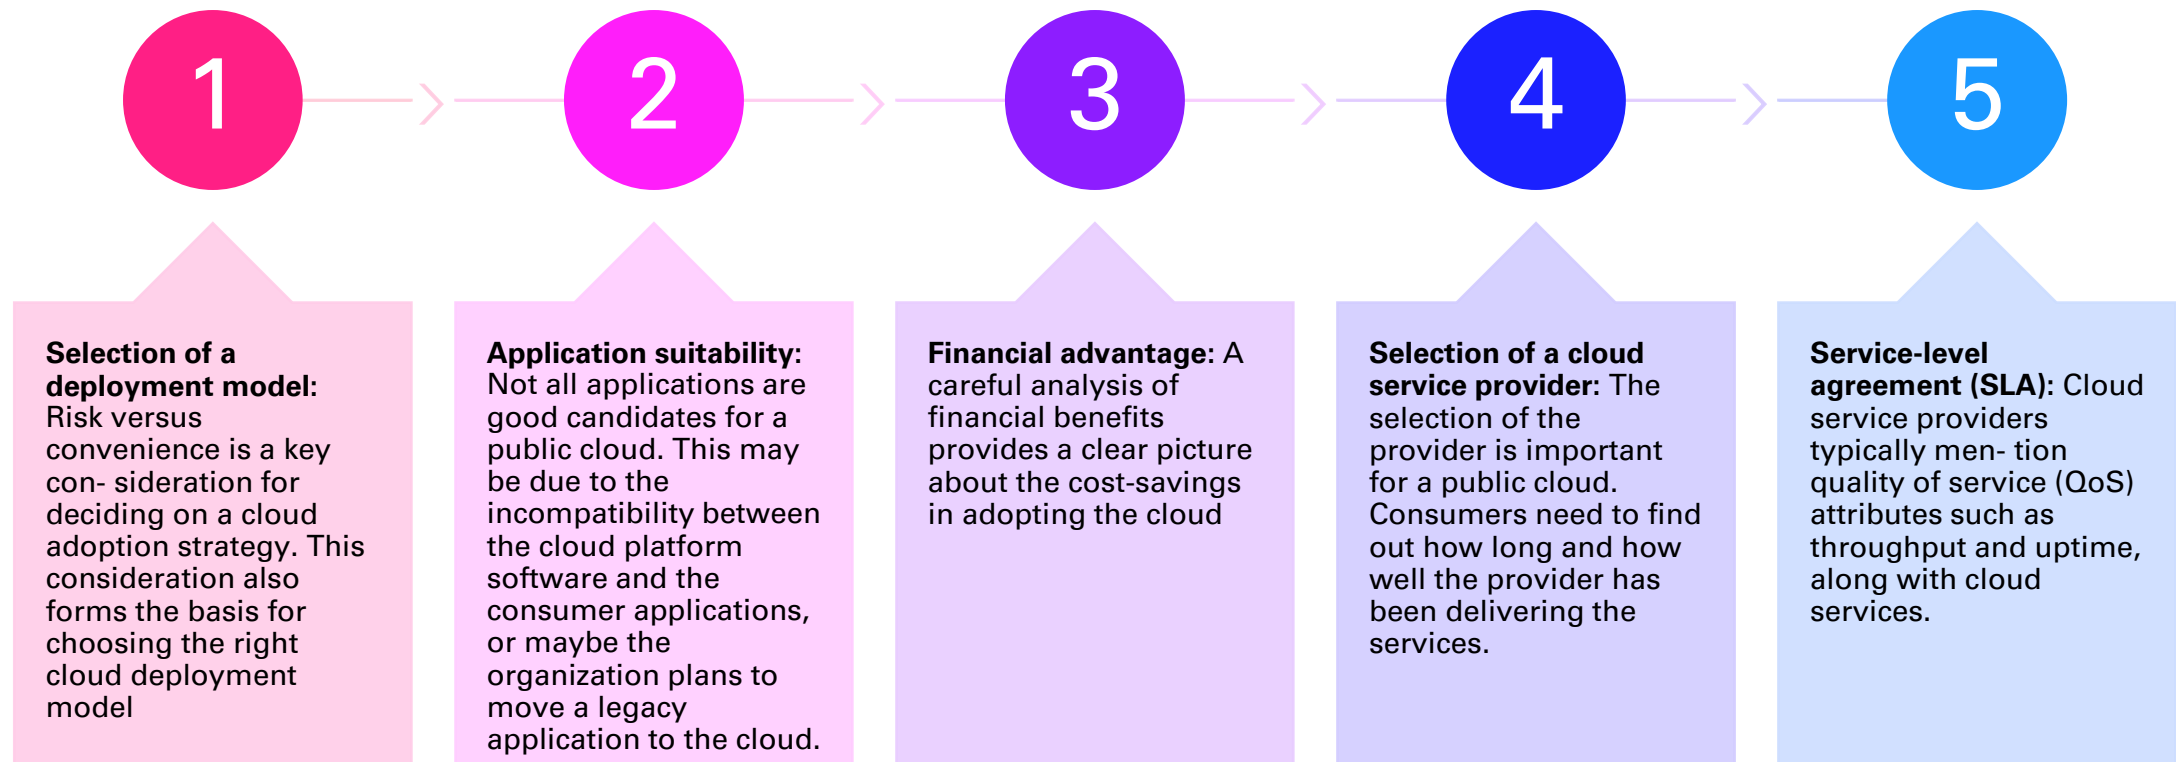 1
2
3
4
5
Selection of a
deployment model:
Risk versus
convenience is a key
con- sideration for
deciding on a cloud
adoption strategy. This
consideration also
forms the basis for
choosing the right
cloud deployment
model
Application suitability:
Not all applications are
good candidates for a
public cloud. This may
be due to the
incompatibility between
the cloud platform
software and the
consumer applications,
or maybe the
organization plans to
move a legacy
application to the cloud.
Financial advantage: A
careful analysis of
financial benefits
provides a clear picture
about the cost-savings
in adopting the cloud
Selection of a cloud
service provider: The
selection of the
provider is important
for a public cloud.
Consumers need to find
out how long and how
well the provider has
been delivering the
services.
Service-level
agreement (SLA): Cloud
service providers
typically men- tion
quality of service (QoS)
attributes such as
throughput and uptime,
along with cloud
services.